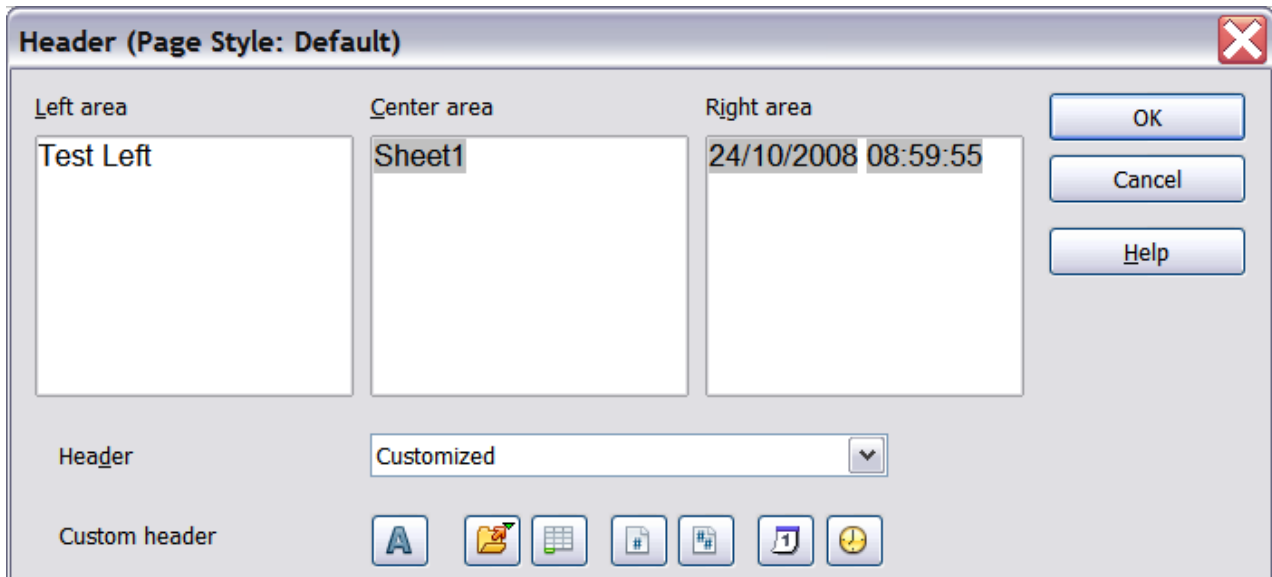 Header (Page Style: Default)
Left area
Center area
Right area
Test Left
Sheet1
24/10/2008 08:59:55
OK
Cancel
Help
Header
Customized
Custom header
A
#
#
#
1